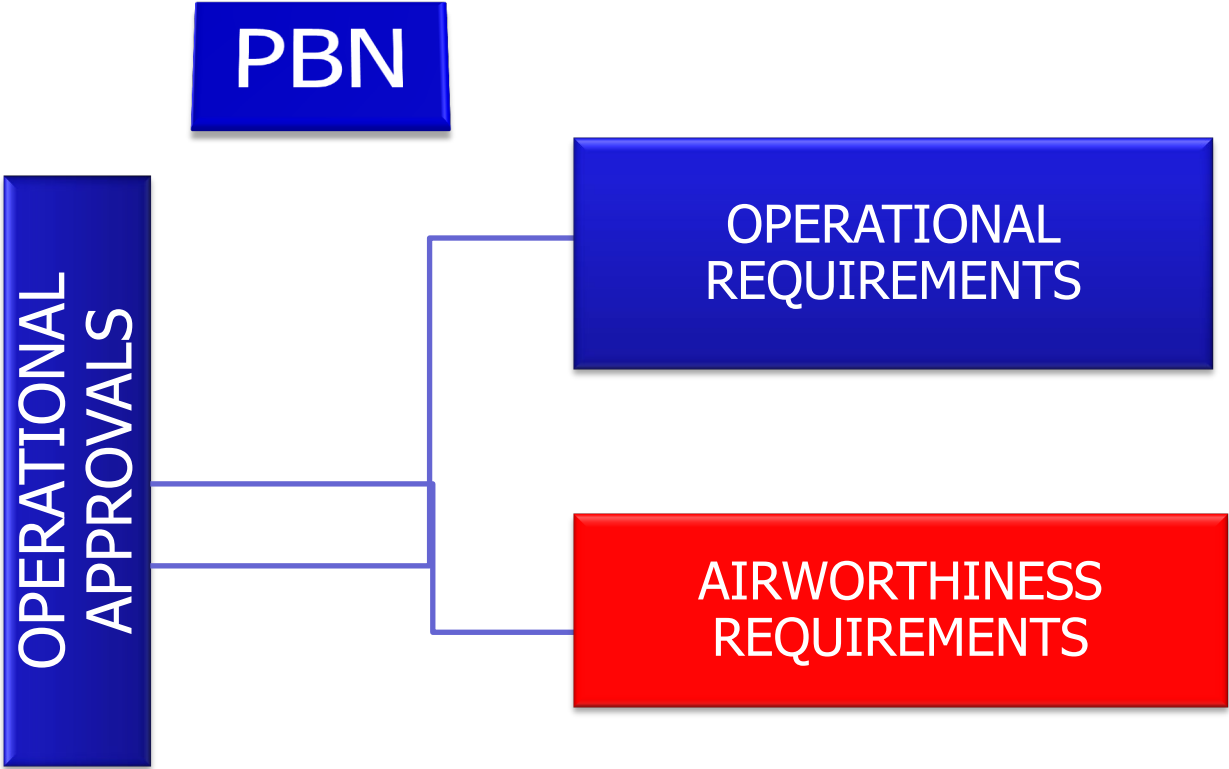 PBN
OPERATIONAL
APPROVALS
OPERATIONAL
REQUIREMENTS
AIRWORTHINESS
REQUIREMENTS